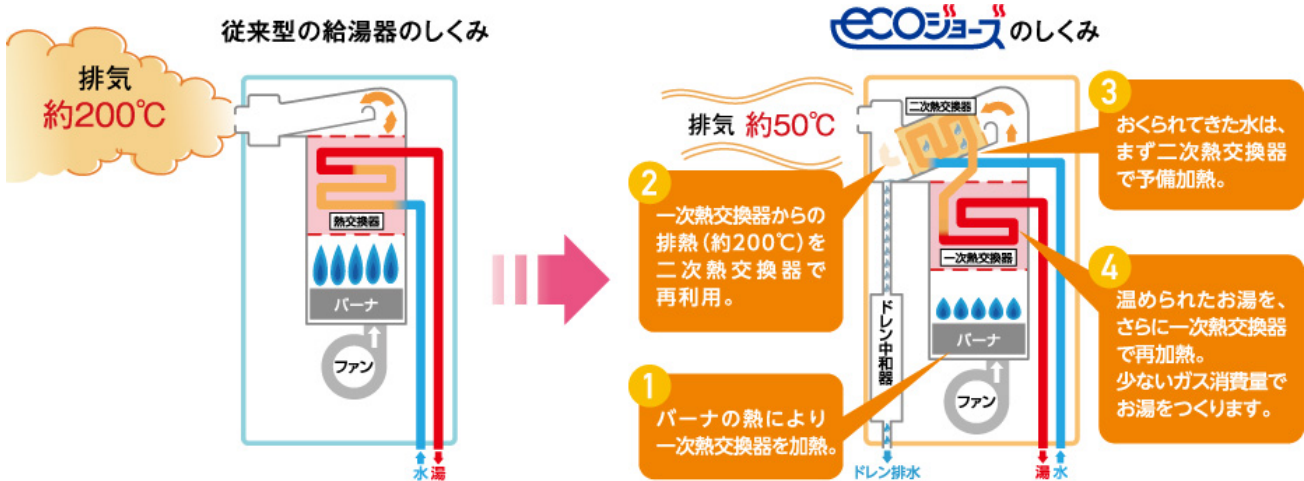 従来型の給湯器のしくみ
排気
約200℃
熱交換器
バーナ
ファン
水 湯
ecoジョーズ のしくみ
排気 約50℃
二次熱交換器
一次熱交換器
バーナ
ファン
ドレン中和器
ドレン排水
湯 水
1
バーナの熱により
一次熱交換器を加熱。
2
一次熱交換器からの
排熱(約200℃)を
二次熱交換器で
再利用。
3
おくられてきた水は、
まず二次熱交換器
で予備加熱。
4
温められたお湯を、
さらに一次熱交換器
で再加熱。
少ないガス消費量で
お湯をつくります。